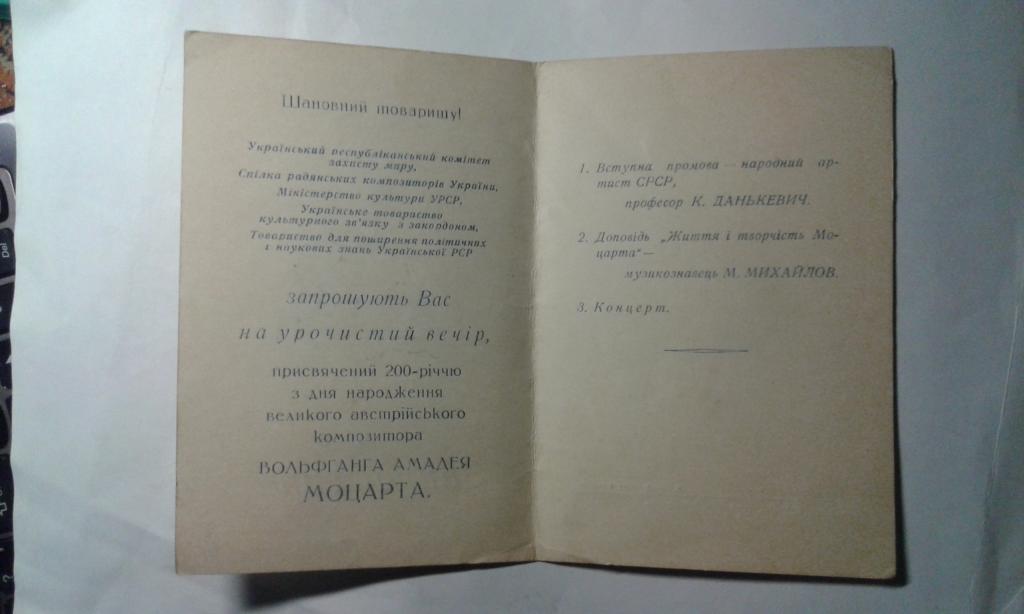 Шановний товаришу!
Український республіканський комітет
захисту миру,
Спілка радянських композиторів України,
Міністерство культури УРСР,
Українське товариство
культурного зв'язку з закордоном,
Товариство для поширення політичних
і наукових знань Української РСР
запрошують Вас
на урочистий вечір,
присвячений 200-річчю
з дня народження
великого австрійського
композитора
ВОЛЬФГАНГА АМАДЕЯ
МОЦАРТА.
1. Вступна промова — народний ар-
тист СРСР,
професор К. ДАНЬКЕВИЧ.
2. Доповідь „Життя і творчість Мо-
царта“ —
музикознавець М. МИХАЙЛОВ.
3. Концерт.
Del
?